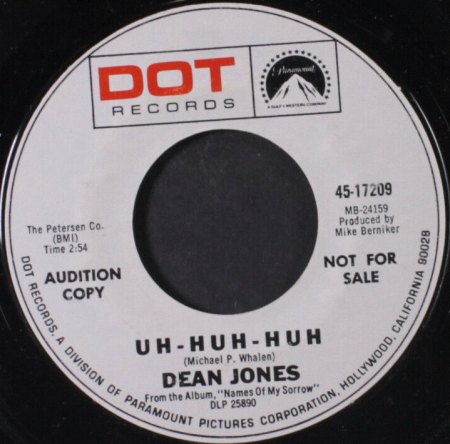 DOT
RECORDS
Paramount
A GULF+WESTERN COMPANY
45-17209
MB-24159
Produced by
Mike Berniker
The Petersen Co.
(BMI)
Time 2:54
AUDITION
COPY
NOT FOR
SALE
UH-HUH-HUH
(Michael P. Whalen)
DEAN JONES
From the Album, "Names Of My Sorrow"
DLP 25890
DOT RECORDS, A DIVISION OF PARAMOUNT PICTURES CORPORATION, HOLLYWOOD, CALIFORNIA 90028